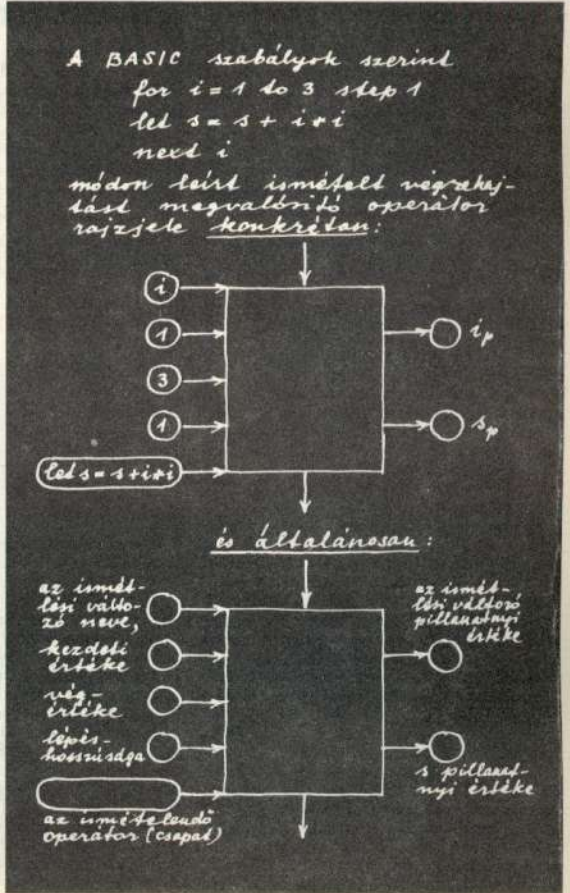 A BASIC szabályok szerint
for i = 1 to 3 step 1
let s = s + i*i
next i
módon leírt ismételt végrehaj-
tást megvalósító operátor
rajzjele konkrétan:
i
1
3
1
let s = s + i*i
i_p
s_p
és általánosan:
az ismét-
lési válto-
zó neve,
kezdeti
értéke
vég-
értéke
lépés-
hosszúsága
az ismétlendő
operátor (csapat)
az ismét-
lési változó
pillanatnyi
értéke
s pillanat-
nyi értéke